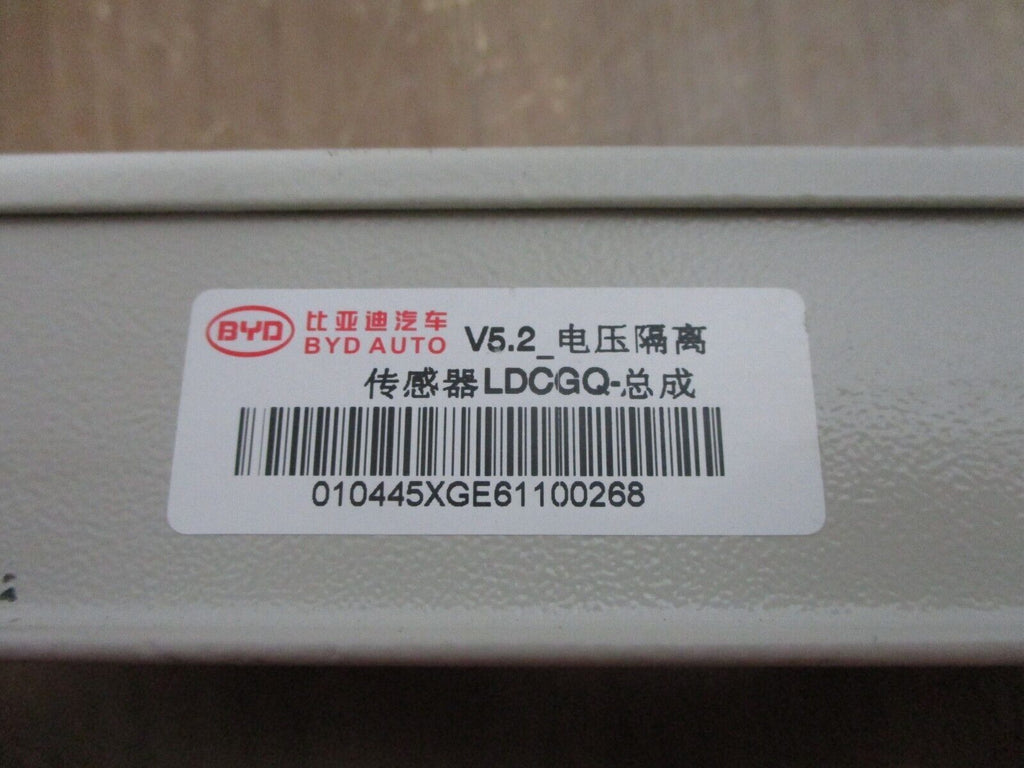 BYD 比亚迪汽车
BYD AUTO V5.2_电压隔离
传感器LDCGQ-总成
010445XGE61100268